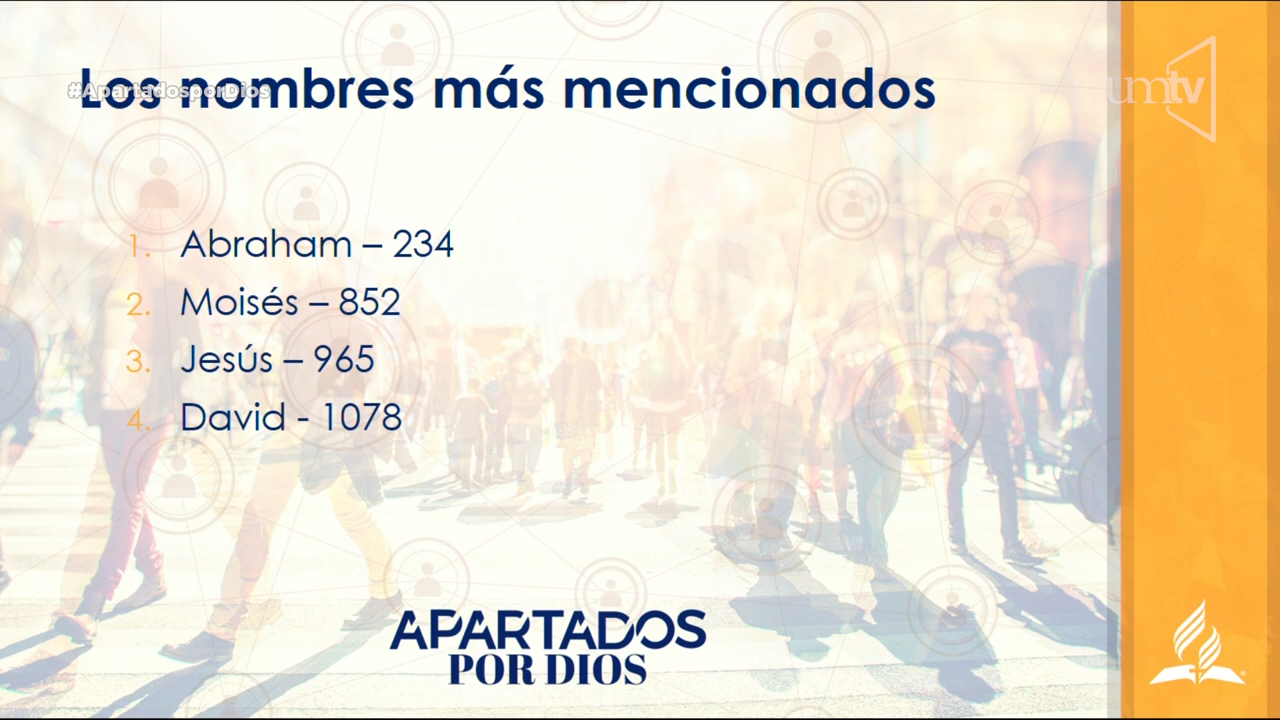 Los nombres más mencionados
#ApartadosporDios
umtv
1. Abraham – 234
2. Moisés – 852
3. Jesús – 965
4. David - 1078
APARTADOS
POR DIOS